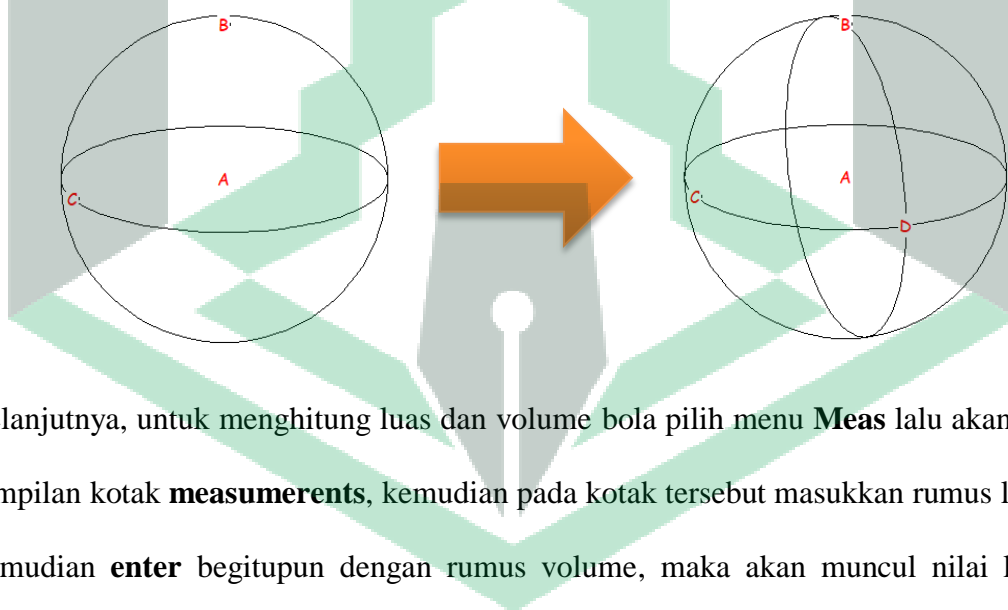 B
B
A
A
C
C
D
elanjutnya, untuk menghitung luas dan volume bola pilih menu Meas lalu akan
mpilan kotak measumerents, kemudian pada kotak tersebut masukkan rumus l
mudian enter begitupun dengan rumus volume, maka akan muncul nilai